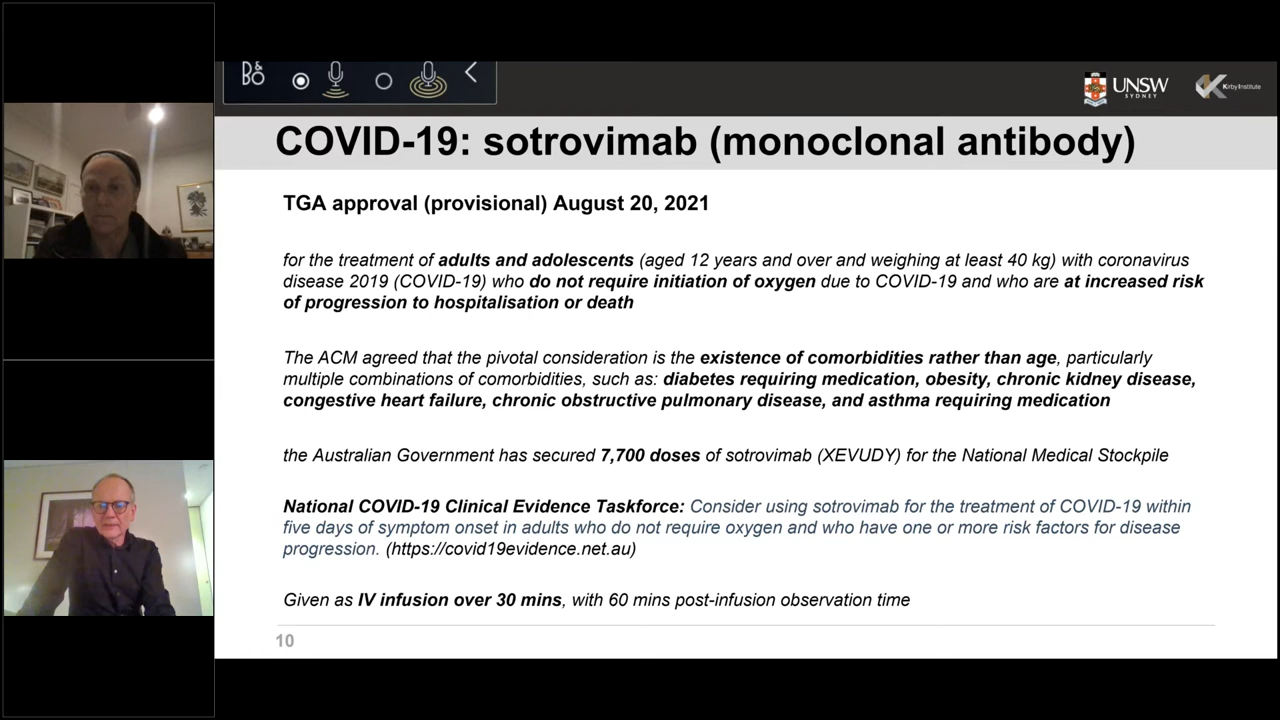 B&O
UNSW
SYDNEY
Kirby Institute
COVID-19: sotrovimab (monoclonal antibody)
TGA approval (provisional) August 20, 2021
for the treatment of adults and adolescents (aged 12 years and over and weighing at least 40 kg) with coronavirus
disease 2019 (COVID-19) who do not require initiation of oxygen due to COVID-19 and who are at increased risk
of progression to hospitalisation or death
The ACM agreed that the pivotal consideration is the existence of comorbidities rather than age, particularly
multiple combinations of comorbidities, such as: diabetes requiring medication, obesity, chronic kidney disease,
congestive heart failure, chronic obstructive pulmonary disease, and asthma requiring medication
the Australian Government has secured 7,700 doses of sotrovimab (XEVUDY) for the National Medical Stockpile
National COVID-19 Clinical Evidence Taskforce: Consider using sotrovimab for the treatment of COVID-19 within
five days of symptom onset in adults who do not require oxygen and who have one or more risk factors for disease
progression. (https://covid19evidence.net.au)
Given as IV infusion over 30 mins, with 60 mins post-infusion observation time
10